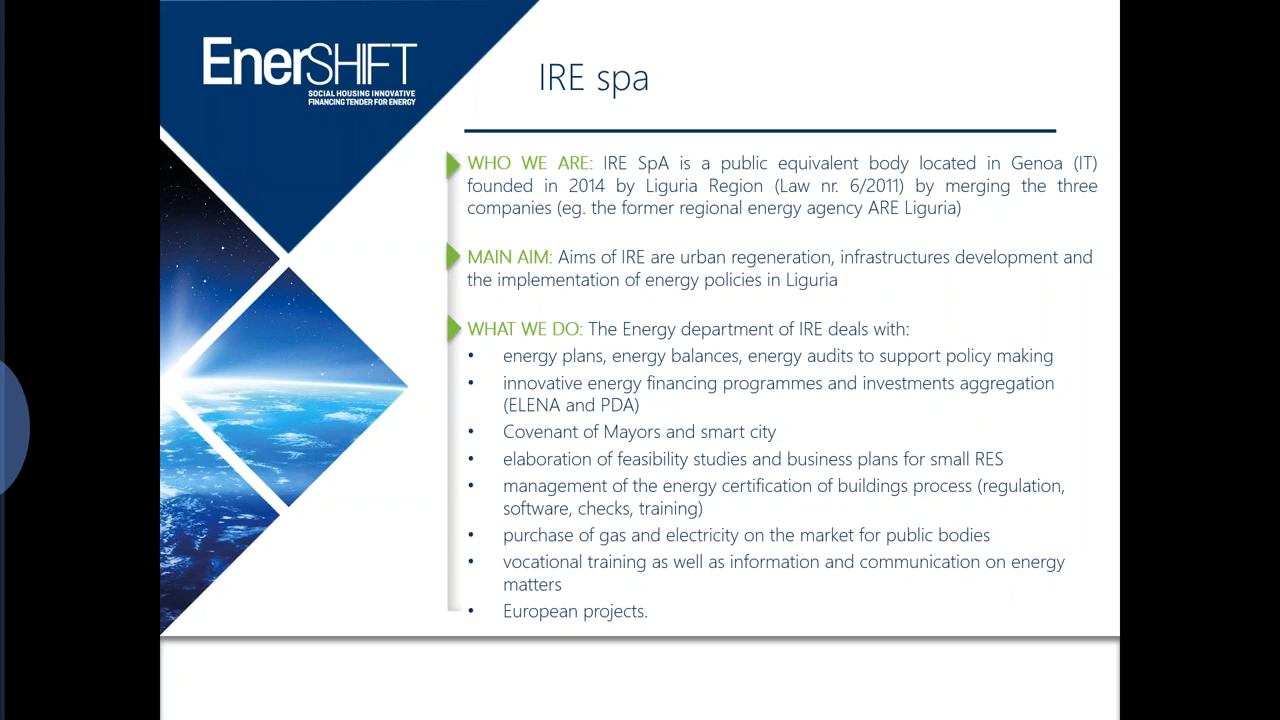 EnerSHIFT
SOCIAL HOUSING INNOVATIVE
FINANCING TENDER FOR ENERGY
IRE spa
WHO WE ARE: IRE SpA is a public equivalent body located in Genoa (IT)
founded in 2014 by Liguria Region (Law nr. 6/2011) by merging the three
companies (eg. the former regional energy agency ARE Liguria)
MAIN AIM: Aims of IRE are urban regeneration, infrastructures development and
the implementation of energy policies in Liguria
WHAT WE DO: The Energy department of IRE deals with:
• energy plans, energy balances, energy audits to support policy making
• innovative energy financing programmes and investments aggregation
(ELENA and PDA)
• Covenant of Mayors and smart city
• elaboration of feasibility studies and business plans for small RES
• management of the energy certification of buildings process (regulation,
software, checks, training)
• purchase of gas and electricity on the market for public bodies
• vocational training as well as information and communication on energy
matters
• European projects.